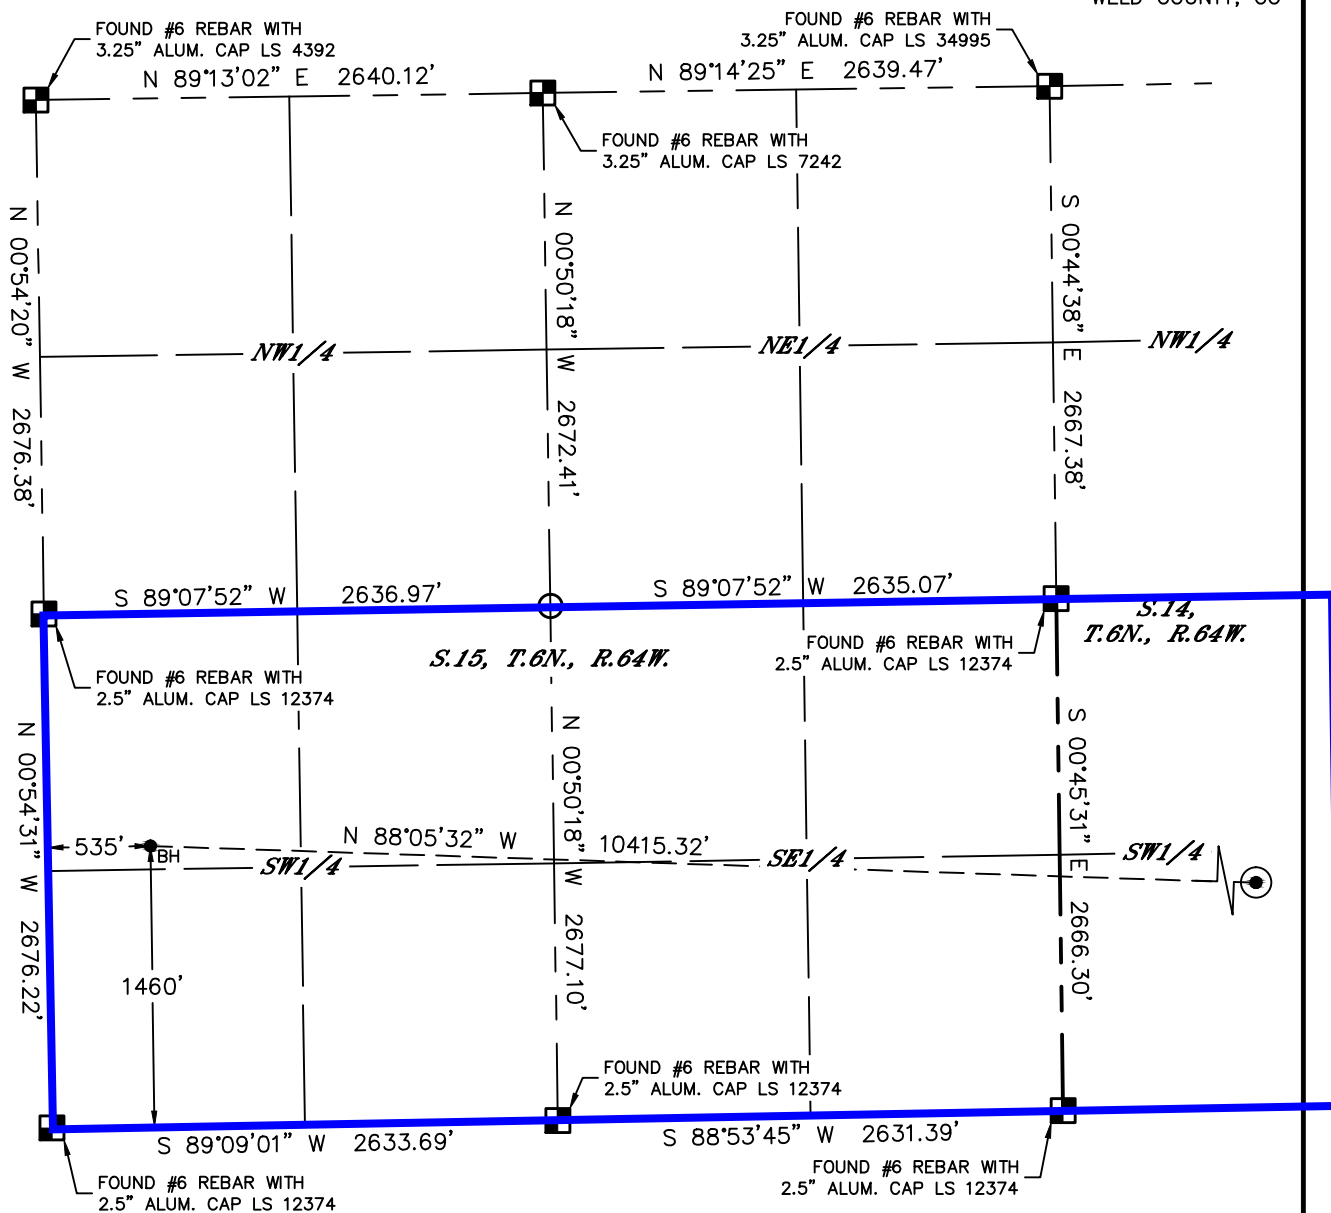 FOUND #6 REBAR WITH
3.25" ALUM. CAP LS 4392
FOUND #6 REBAR WITH
3.25" ALUM. CAP LS 34995
N 89°13'02" E 2640.12'
N 89°14'25" E 2639.47'
FOUND #6 REBAR WITH
3.25" ALUM. CAP LS 7242
N 00°54'20" W 2676.38'
N 00°50'18" W 2672.41'
S 00°44'38" E 2667.38'
NW1/4
NE1/4
NW1/4
S 89°07'52" W 2636.97'
S 89°07'52" W 2635.07'
S.14,
T.6N., R.64W.
S.15, T.6N., R.64W.
FOUND #6 REBAR WITH
2.5" ALUM. CAP LS 12374
FOUND #6 REBAR WITH
2.5" ALUM. CAP LS 12374
N 00°54'31" W 2676.22'
N 00°50'18" W 2677.10'
S 00°45'31" E 2666.30'
535'
BH
N 88°05'32" W 10415.32'
SW1/4
SE1/4
SW1/4
1460'
FOUND #6 REBAR WITH
2.5" ALUM. CAP LS 12374
S 89°09'01" W 2633.69'
S 88°53'45" W 2631.39'
FOUND #6 REBAR WITH
2.5" ALUM. CAP LS 12374
FOUND #6 REBAR WITH
2.5" ALUM. CAP LS 12374